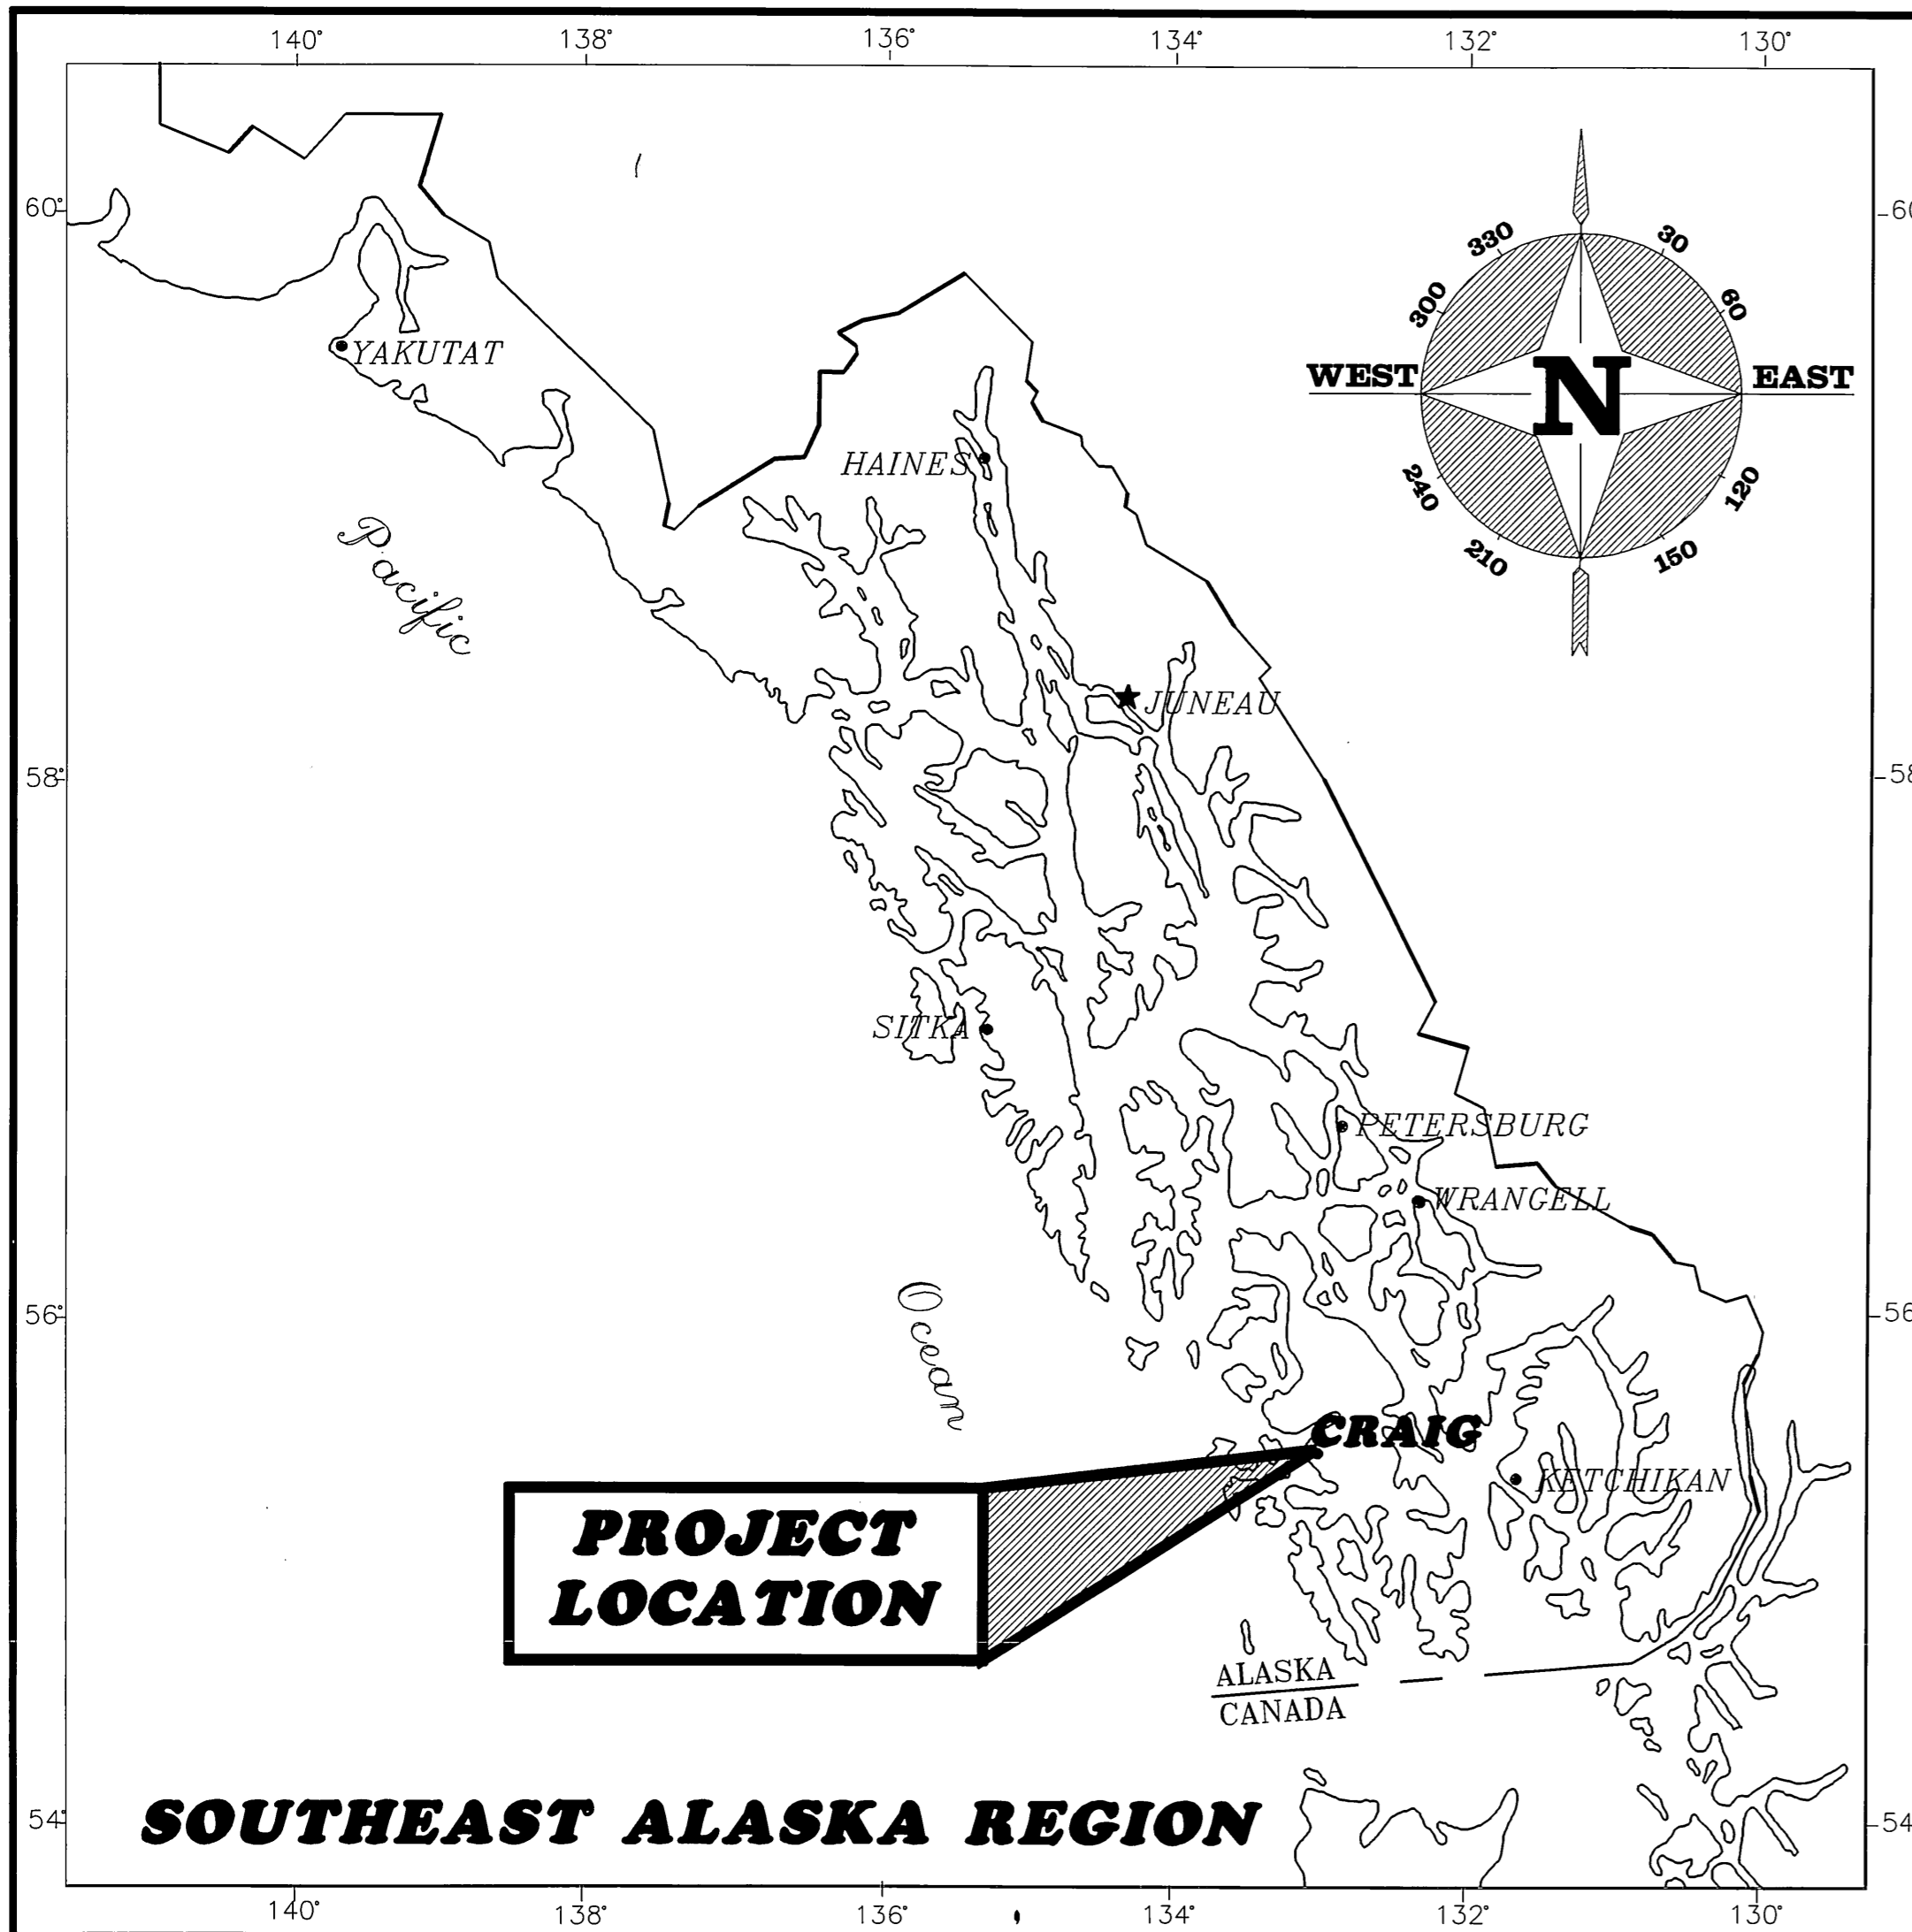 140° 138° 136° 134° 132° 130°
60° 60
330 30
300 60
WEST N EAST
240 120
210 150
YAKUTAT
HAINES
Pacific
JUNEAU
58° 58
SITKA
PETERSBURG
WRANGELL
Ocean
56° 56
CRAIG
KETCHIKAN
PROJECT
LOCATION
ALASKA
CANADA
SOUTHEAST ALASKA REGION
54° 54
140° 138° 136° 134° 132° 130°